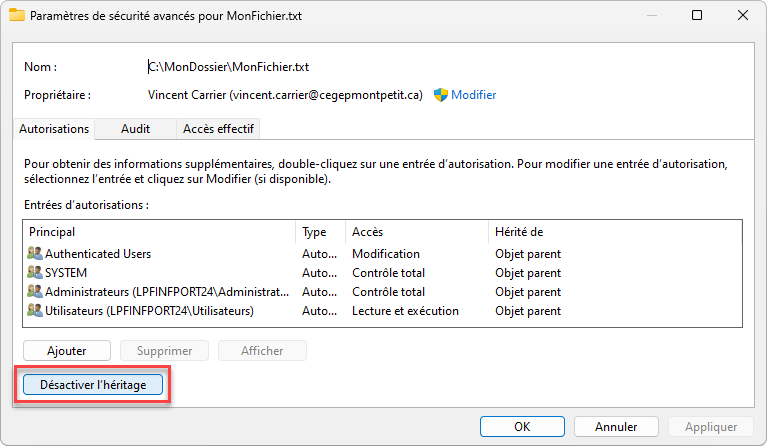 Paramètres de sécurité avancés pour MonFichier.txt
Nom : C:\MonDossier\MonFichier.txt
Propriétaire : Vincent Carrier (vincent.carrier@cegepmontpetit.ca) Modifier
Autorisations Audit Accès effectif
Pour obtenir des informations supplémentaires, double-cliquez sur une entrée d’autorisation. Pour modifier une entrée d’autorisation,
sélectionnez l’entrée et cliquez sur Modifier (si disponible).
Entrées d’autorisations :
Principal Type Accès Hérité de
Authenticated Users Auto... Modification Objet parent
SYSTEM Auto... Contrôle total Objet parent
Administrateurs (LPFINFPORT24\Administrat... Auto... Contrôle total Objet parent
Utilisateurs (LPFINFPORT24\Utilisateurs) Auto... Lecture et exécution Objet parent
Ajouter Supprimer Afficher
Désactiver l’héritage
OK Annuler Appliquer